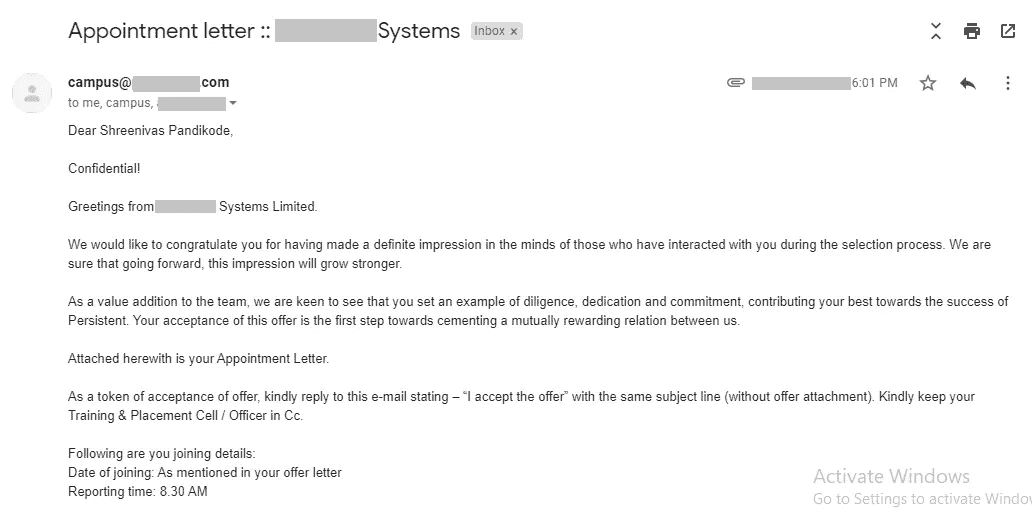 Appointment letter :: Systems Inbox x
campus@ .com 6:01 PM
to me, campus,
Dear Shreenivas Pandikode,
Confidential!
Greetings from Systems Limited.
We would like to congratulate you for having made a definite impression in the minds of those who have interacted with you during the selection process. We are
sure that going forward, this impression will grow stronger.
As a value addition to the team, we are keen to see that you set an example of diligence, dedication and commitment, contributing your best towards the success of
Persistent. Your acceptance of this offer is the first step towards cementing a mutually rewarding relation between us.
Attached herewith is your Appointment Letter.
As a token of acceptance of offer, kindly reply to this e-mail stating – “I accept the offer” with the same subject line (without offer attachment). Kindly keep your
Training & Placement Cell / Officer in Cc.
Following are you joining details:
Date of joining: As mentioned in your offer letter
Reporting time: 8.30 AM
Activate Windows
Go to Settings to activate Windo